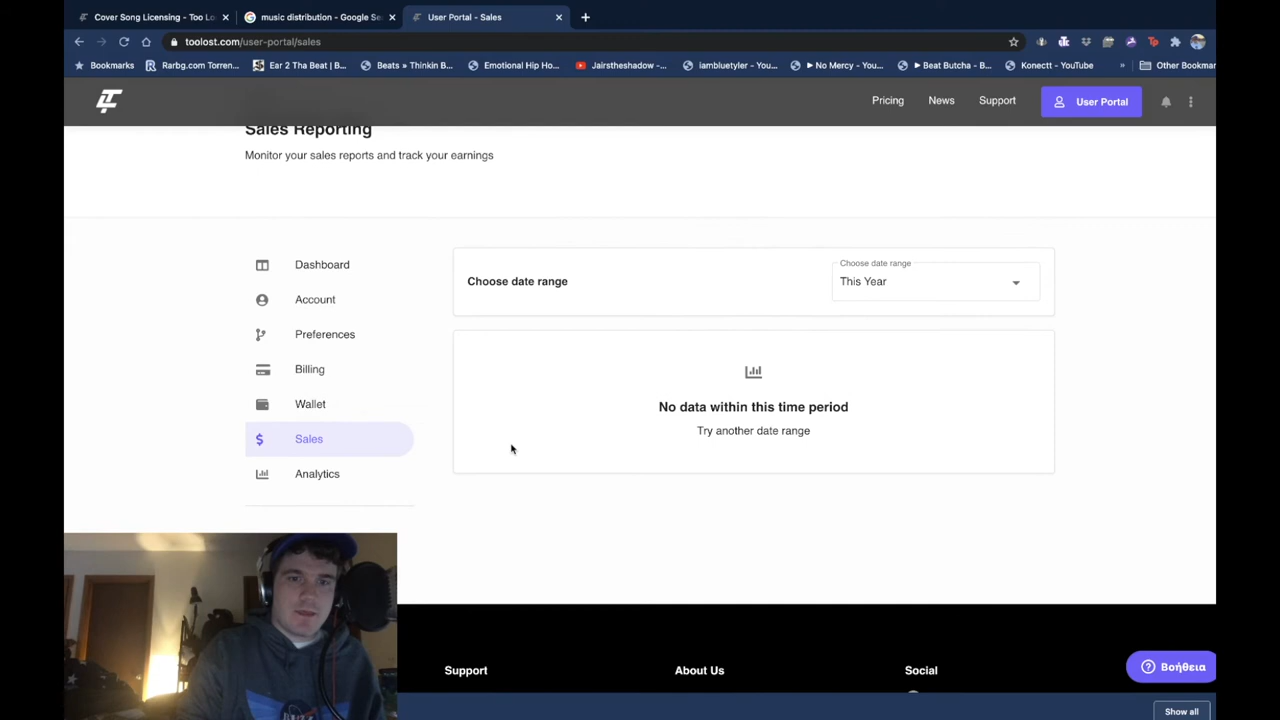 Cover Song Licensing - Too Lo
music distribution - Google Se
User Portal - Sales
toolost.com/user-portal/sales
Bookmarks
Rarbg.com Torren...
Ear 2 Tha Beat | B...
Beats » Thinkin B...
Emotional Hip Ho...
Jairstheshadow -...
iambluetyler - You...
► No Mercy - You...
► Beat Butcha - B...
Konectt - YouTube
»
Other Bookmar
Pricing
News
Support
User Portal
Sales Reporting
Monitor your sales reports and track your earnings
Dashboard
Account
Preferences
Billing
Wallet
Sales
Analytics
Choose date range
Choose date range
This Year
No data within this time period
Try another date range
Support
About Us
Social
Βοήθεια
Show all